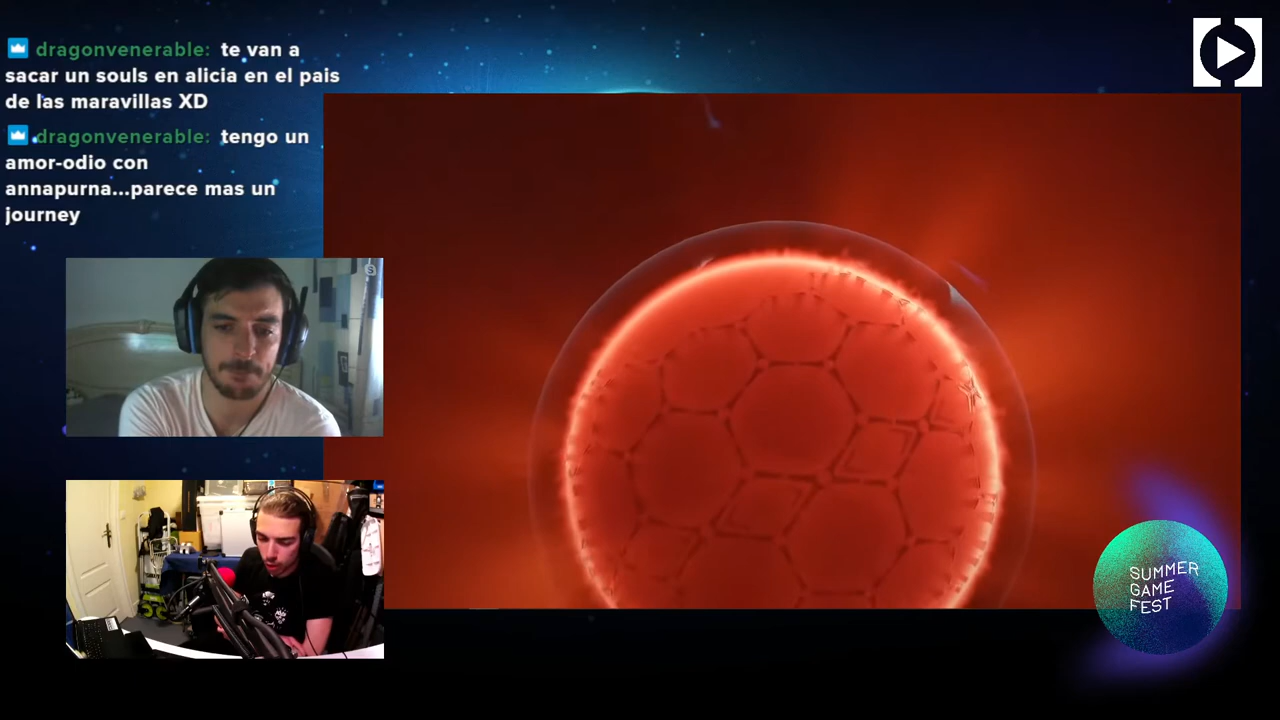 dragonvenerable: te van a
sacar un souls en alicia en el pais
de las maravillas XD
dragonvenerable: tengo un
amor-odio con
annapurna...parece mas un
journey
SUMMER
GAME
FEST